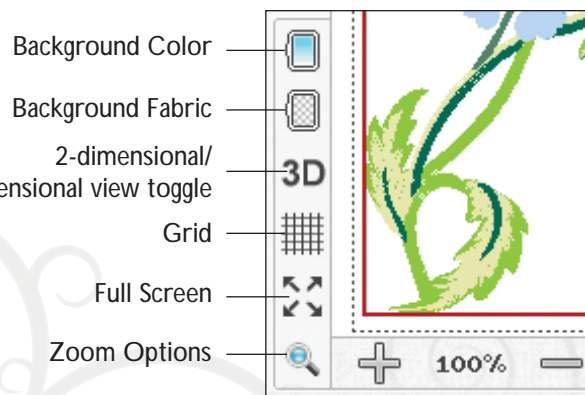 Background Color
Background Fabric
3D
2-dimensional/
ensional view toggle
Grid
Full Screen
Zoom Options
100%